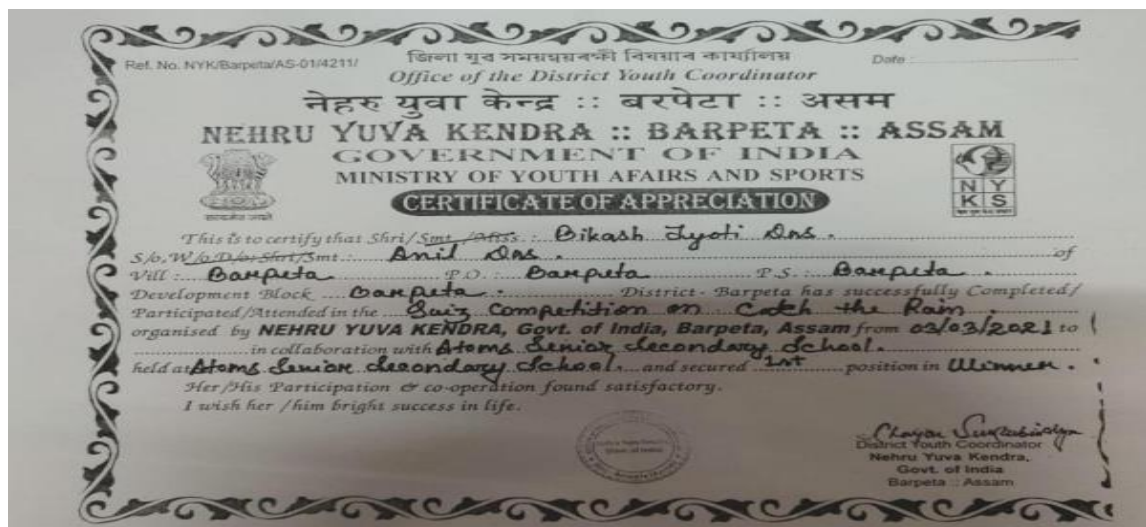 Ref. No. NYK/Barpeta/AS-01/4211/
Date :
Office of the District Youth Coordinator
नेहरु युवा केन्द्र :: बरपेटा :: असम
NEHRU YUVA KENDRA :: BARPETA :: ASSAM
GOVERNMENT OF INDIA
MINISTRY OF YOUTH AFAIRS AND SPORTS
सत्यमेव जयते
N Y
K S
CERTIFICATE OF APPRECIATION
This is to certify that Shri/Smt./Miss : Bikash Jyoti Das.
S/o, W/o D/o: Shri/Smt : Anil Das. of
Vill : Barpeta P.O : Barpeta P.S : Barpeta.
Development Block Barpeta. District - Barpeta has successfully Completed/
Participated/Attended in the Competition on Catch the Rain.
organised by NEHRU YUVA KENDRA, Govt. of India, Barpeta, Assam from 03/03/2021 to
in collaboration with Atoms Senior Secondary School.
held at Atoms Senior Secondary School. and secured 1st position in Winner.
Her/His Participation & co-operation found satisfactory.
I wish her /him bright success in life.
District Youth Coordinator
Nehru Yuva Kendra,
Govt. of India
Barpeta :: Assam